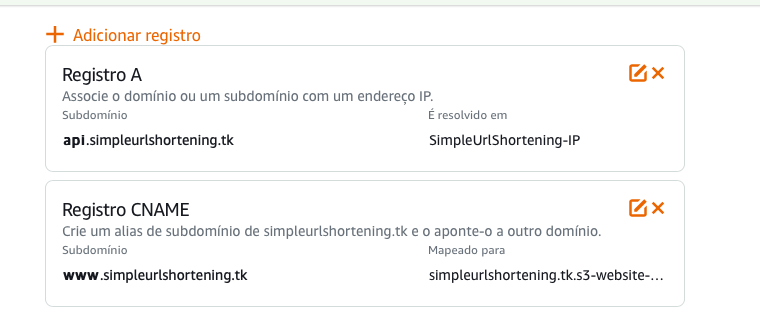 Adicionar registro
Registro A
Associe o domínio ou um subdomínio com um endereço IP.
Subdomínio É resolvido em
api.simpleurlshortening.tk SimpleUrlShortening-IP
Registro CNAME
Crie um alias de subdomínio de simpleurlshortening.tk e o aponte-o a outro domínio.
Subdomínio Mapeado para
www.simpleurlshortening.tk simpleurlshortening.tk.s3-website-...